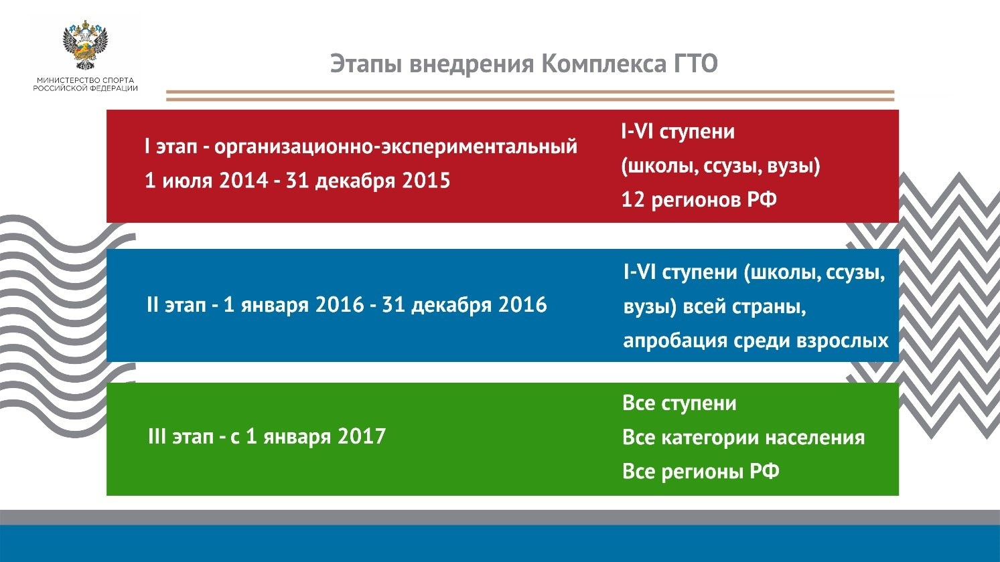 МИНИСТЕРСТВО СПОРТА
РОССИЙСКОЙ ФЕДЕРАЦИИ
Этапы внедрения Комплекса ГТО
I этап - организационно-экспериментальный
1 июля 2014 - 31 декабря 2015
I-VI ступени
(школы, ссузы, вузы)
12 регионов РФ
II этап - 1 января 2016 - 31 декабря 2016
I-VI ступени (школы, ссузы,
вузы) всей страны,
апробация среди взрослых
III этап - с 1 января 2017
Все ступени
Все категории населения
Все регионы РФ